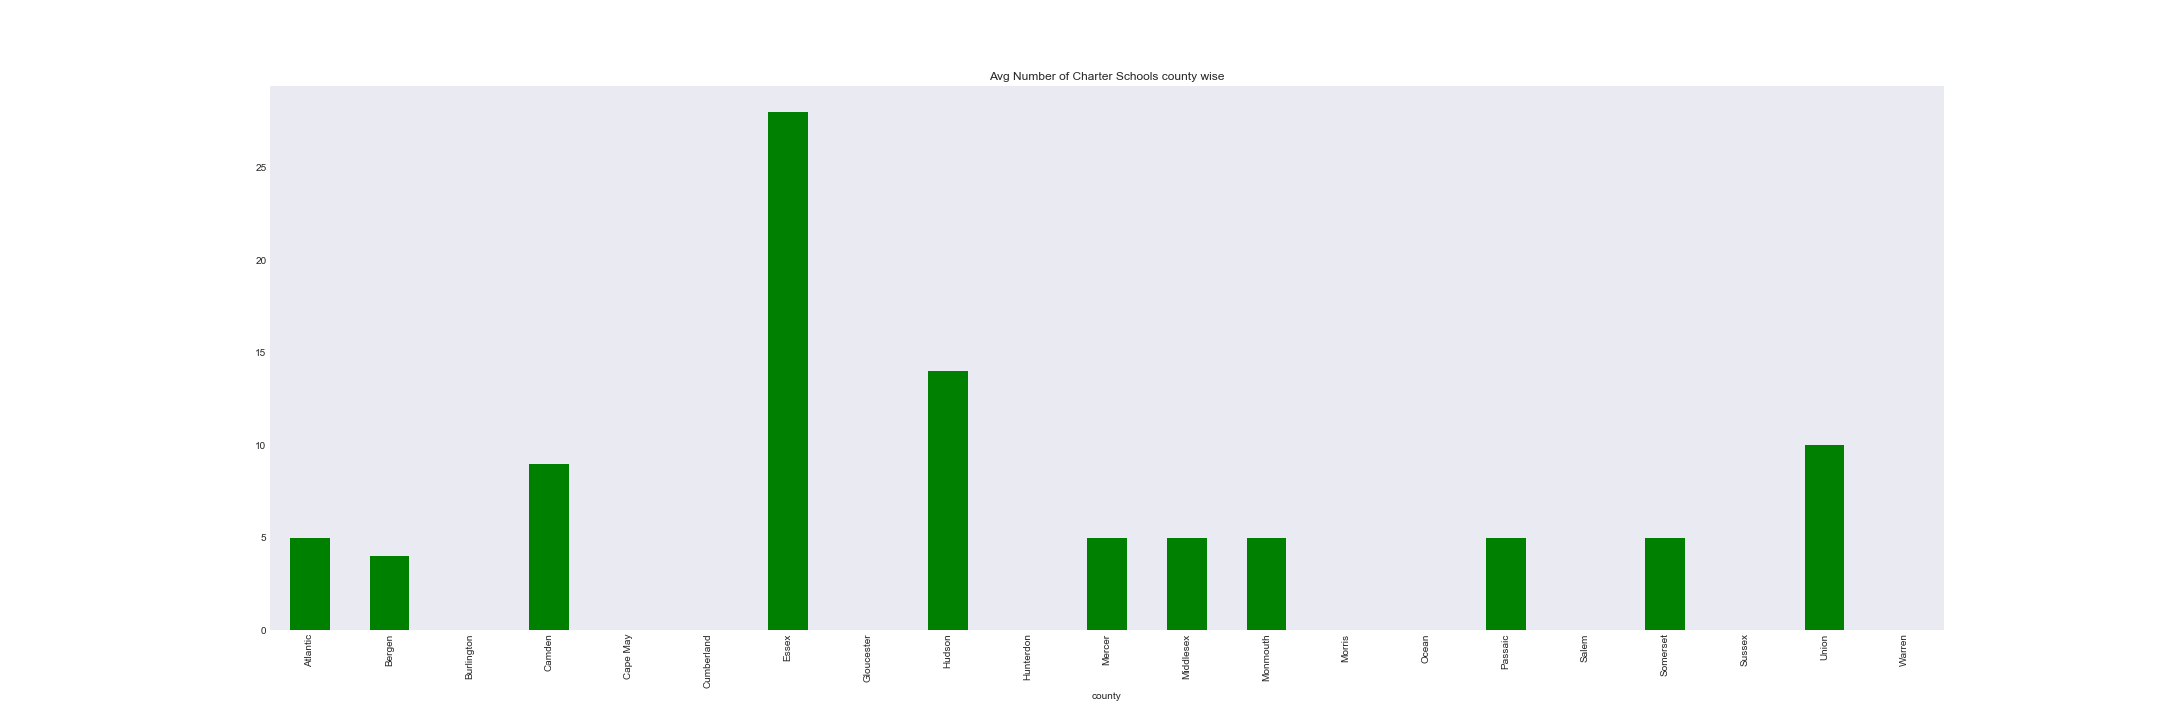 Avg Number of Charter Schools county wise
25
20
15
10
5
0
Atlantic
Bergen
Burlington
Camden
Cape May
Cumberland
Essex
Gloucester
Hudson
Hunterdon
Mercer
Middlesex
Monmouth
Morris
Ocean
Passaic
Salem
Somerset
Sussex
Union
Warren
county